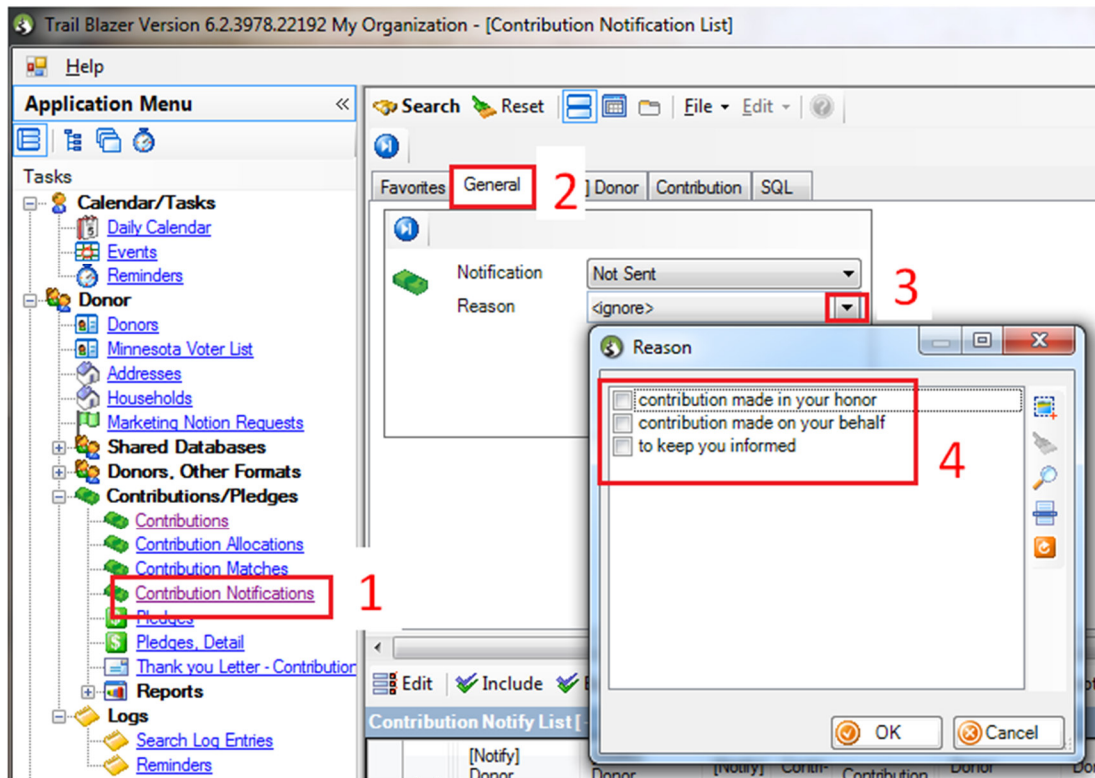 Trail Blazer Version 6.2.3978.22192 My Organization - [Contribution Notification List]
Help
Application Menu «
Search Reset File Edit
Tasks
Favorites General 2 ] Donor Contribution SQL
Calendar/Tasks
Daily Calendar
Events
Reminders
Notification Not Sent
Reason <ignore> 3
Donor
Donors
Minnesota Voter List
Addresses
Households
Marketing Notion Requests
Shared Databases
Donors, Other Formats
Contributions/Pledges
Contributions
Contribution Allocations
Contribution Matches
Contribution Notifications 1
Pledges
Pledges, Detail
Thank you Letter - Contribution
Reports
Logs
Search Log Entries
Reminders
Reason
contribution made in your honor
contribution made on your behalf
to keep you informed
4
OK Cancel
Edit Include
Contribution Notify List [
[Notify]
Donor Donor [Notify] Contri- Contribution Donor